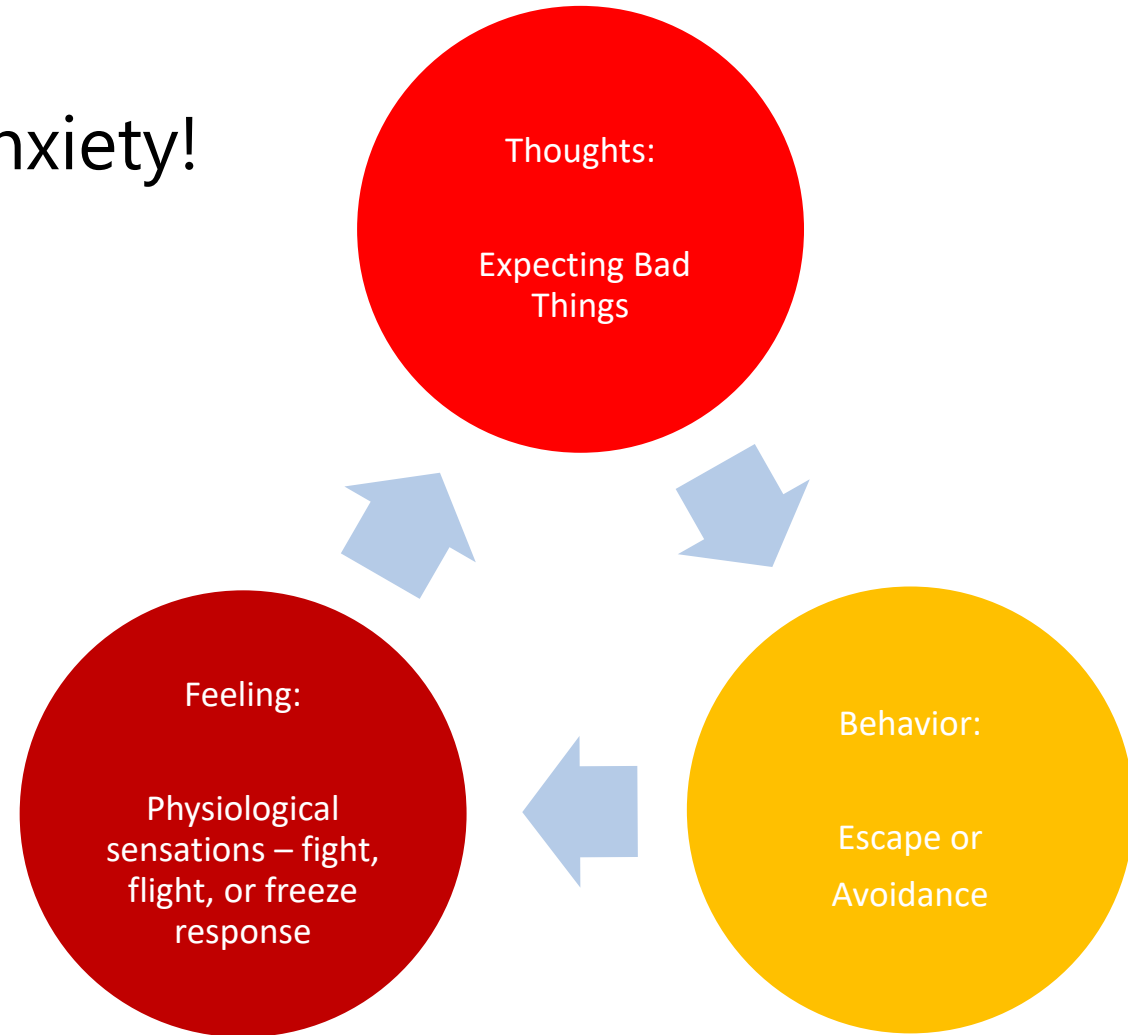 nxiety!
Thoughts:
Expecting Bad
Things
Feeling:
Physiological
sensations – fight,
flight, or freeze
response
Behavior:
Escape or
Avoidance